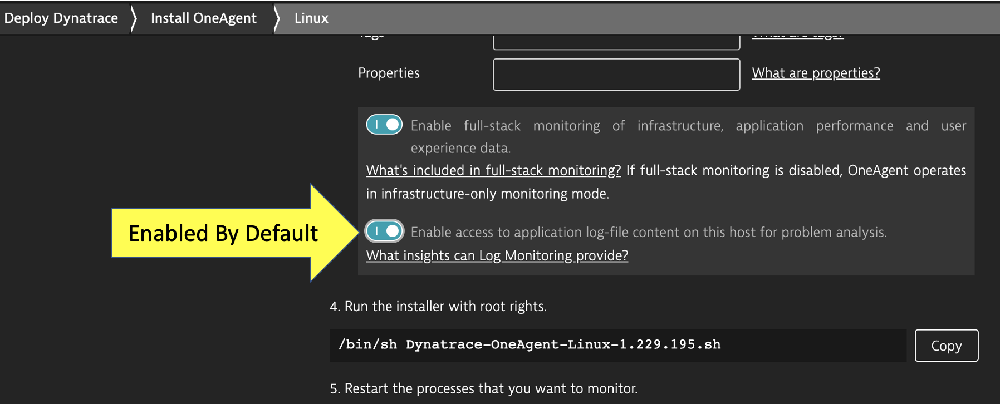 Deploy Dynatrace
Install OneAgent
Linux
Tags
What are tags?
Properties
What are properties?
Enable full-stack monitoring of infrastructure, application performance and user
experience data.
What's included in full-stack monitoring? If full-stack monitoring is disabled, OneAgent operates
in infrastructure-only monitoring mode.
Enabled By Default
Enable access to application log-file content on this host for problem analysis.
What insights can Log Monitoring provide?
4. Run the installer with root rights.
/bin/sh Dynatrace-OneAgent-Linux-1.229.195.sh
Copy
5. Restart the processes that you want to monitor.